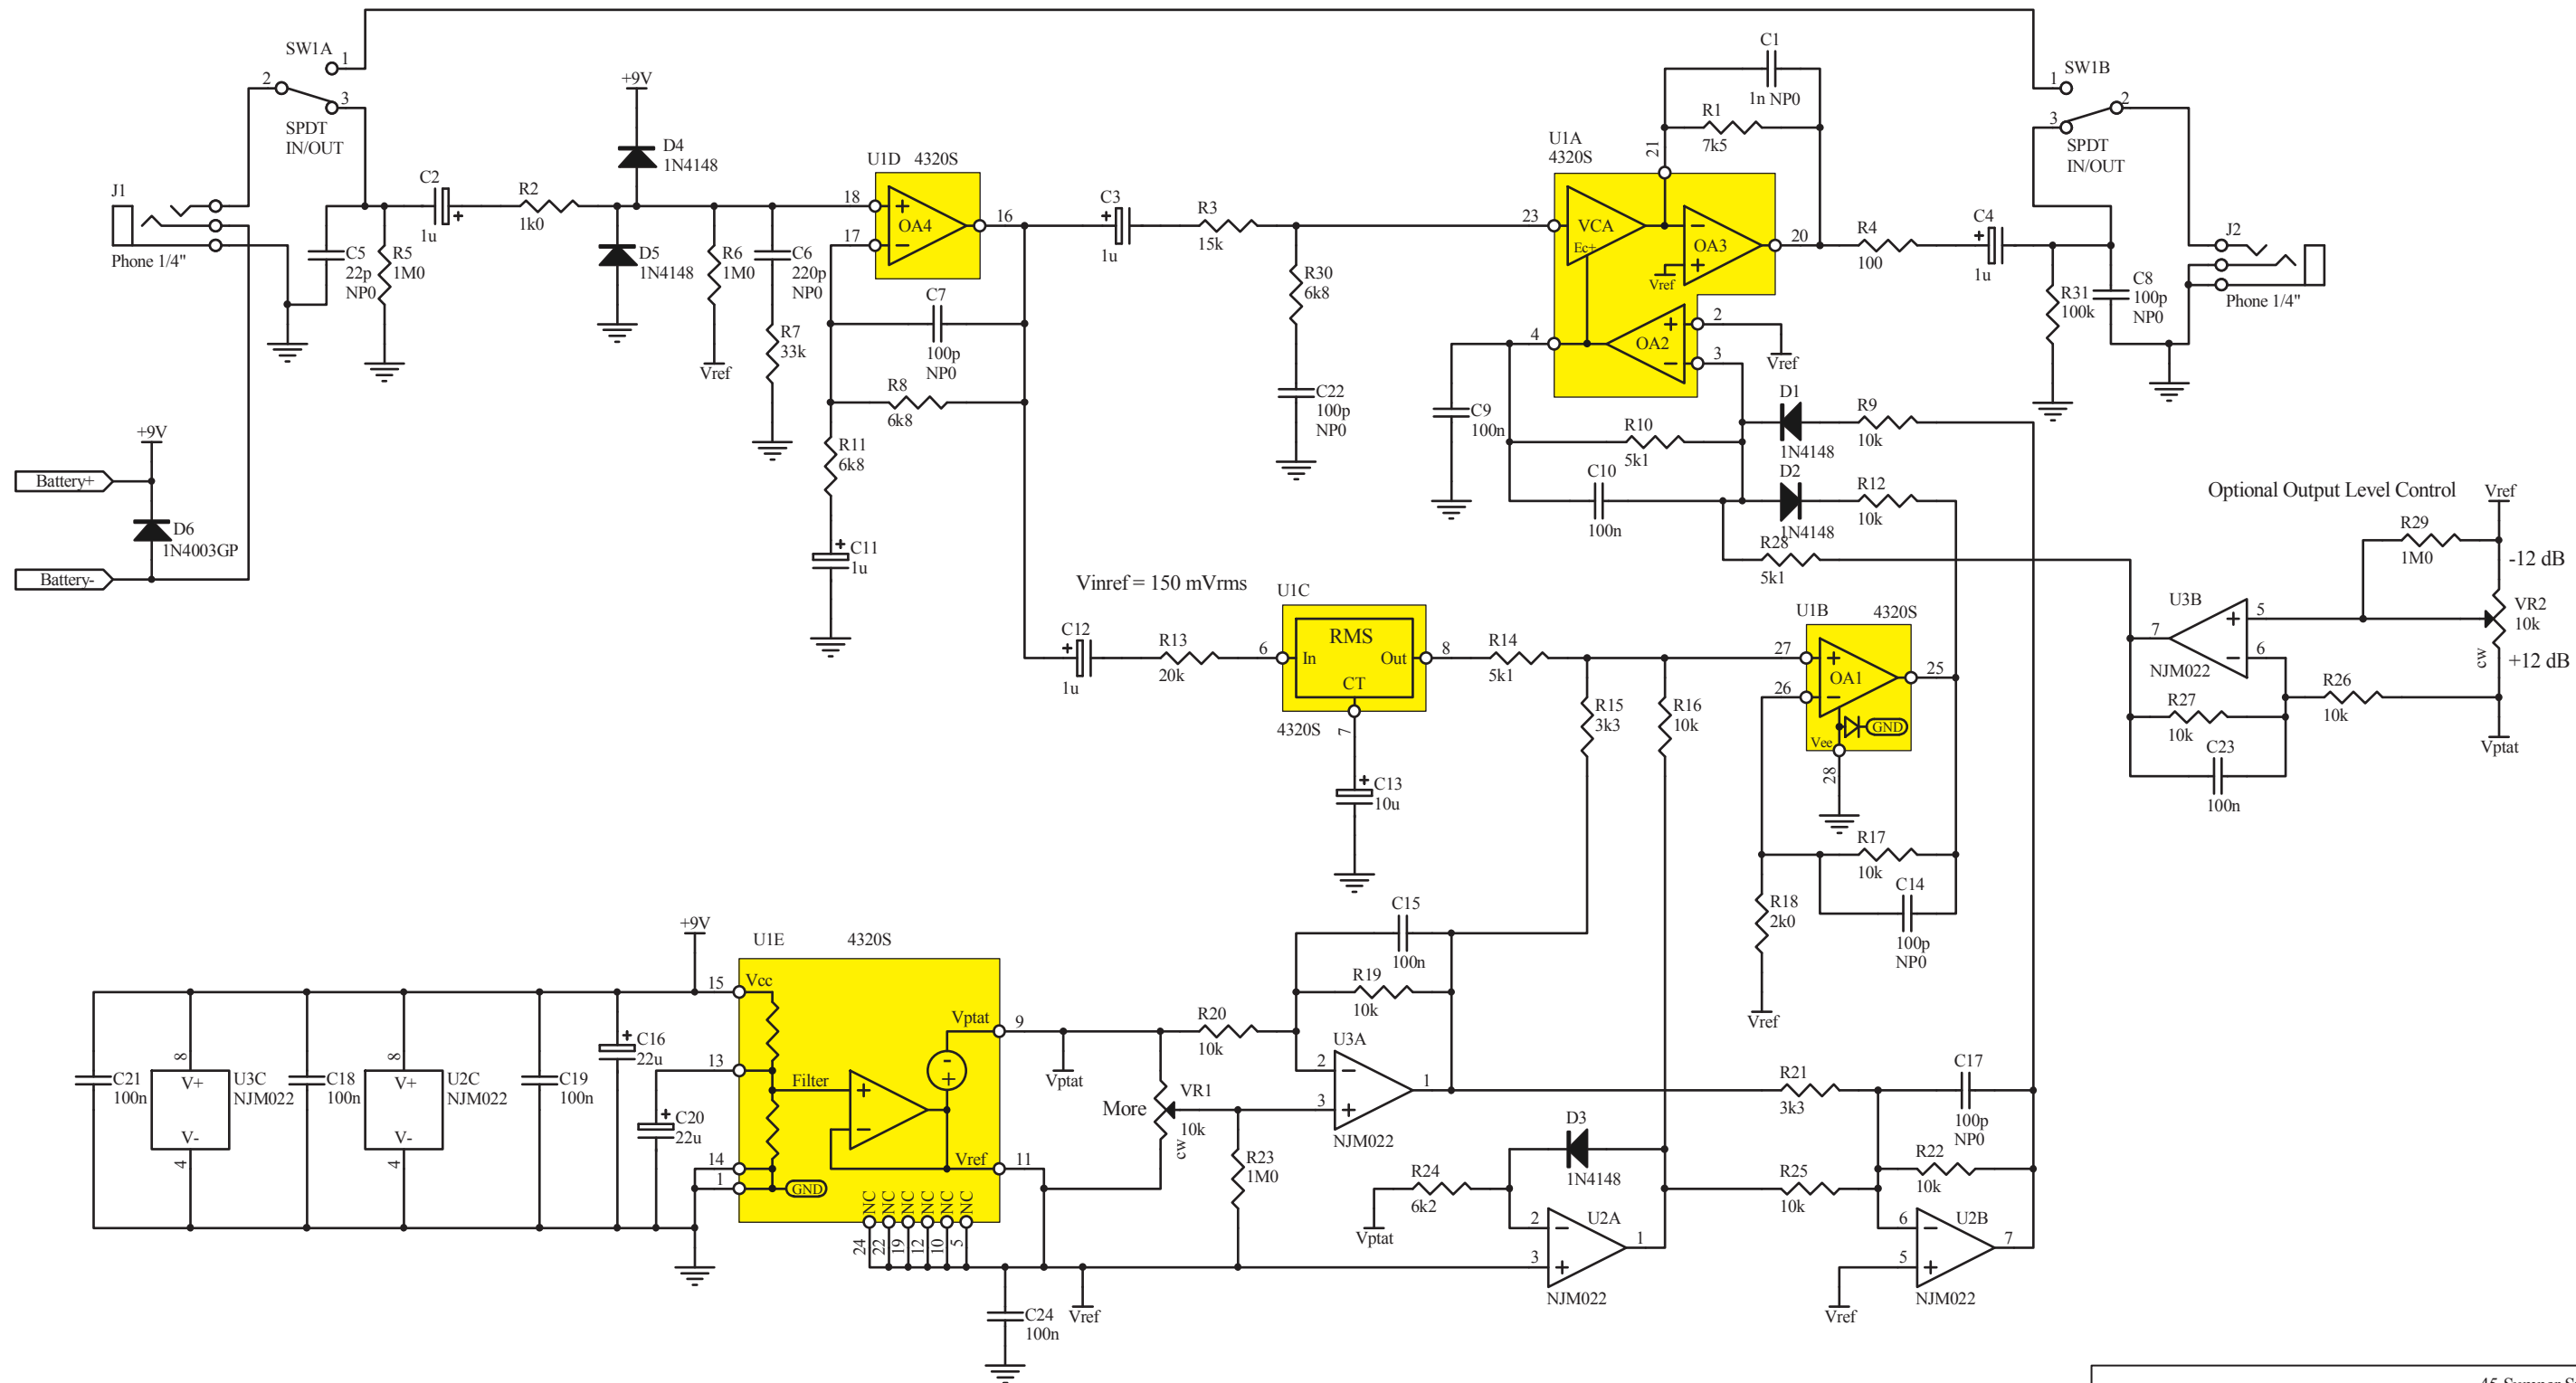 SW1A
1
2
3
SPDT
IN/OUT
J1
Phone 1/4"
C5
22p
NP0
R5
1M0
C2
+
1u
R2
1k0
+9V
D4
1N4148
D5
1N4148
R6
1M0
Vref
C6
220p
NP0
R7
33k
U1D 4320S
18
+
OA4
17
−
16
C7
100p
NP0
R8
6k8
R11
6k8
+
C11
1u
C3
+
1u
R3
15k
R30
6k8
C22
100p
NP0
U1A
4320S
23
VCA
Ec+
21
C1
1n NP0
R1
7k5
−
OA3
+
Vref
20
4
OA2
+
−
2
3
Vref
R4
100
C4
+
1u
SW1B
1
2
3
SPDT
IN/OUT
J2
Phone 1/4"
R31
100k
C8
100p
NP0
C9
100n
R10
5k1
C10
100n
D1
1N4148
R9
10k
D2
1N4148
R12
10k
R28
5k1
+9V
Battery+
D6
1N4003GP
Battery-
Optional Output Level Control
Vref
R29
1M0
-12 dB
VR2
10k
cw
+12 dB
U3B
5
+
6
−
7
NJM022
R26
10k
R27
10k
C23
100n
Vptat
Vinref = 150 mVrms
C12
+
1u
R13
20k
U1C
RMS
6
In
Out
8
CT
4320S
7
+
C13
10u
R14
5k1
R15
3k3
R16
10k
U1B
4320S
27
+
OA1
26
−
25
GND
Vee
28
R17
10k
C14
100p
NP0
R18
2k0
Vref
+9V
U1E
4320S
15
Vcc
13
Filter
+
−
14
1
GND
Vptat
9
-
+
Vref
11
NC
NC
NC
NC
NC
NC
24
22
19
12
10
5
C21
100n
8
V+
V-
4
U3C
NJM022
C18
100n
8
V+
V-
4
U2C
NJM022
C19
100n
+
C16
22u
+
C20
22u
Vptat
R20
10k
More
VR1
10k
cw
R23
1M0
C15
100n
R19
10k
U3A
2
−
3
+
1
NJM022
C24
100n
Vref
R24
6k2
Vptat
D3
1N4148
2
−
3
+
U2A
1
NJM022
R21
3k3
R25
10k
C17
100p
NP0
R22
10k
6
−
5
+
U2B
7
NJM022
Vref